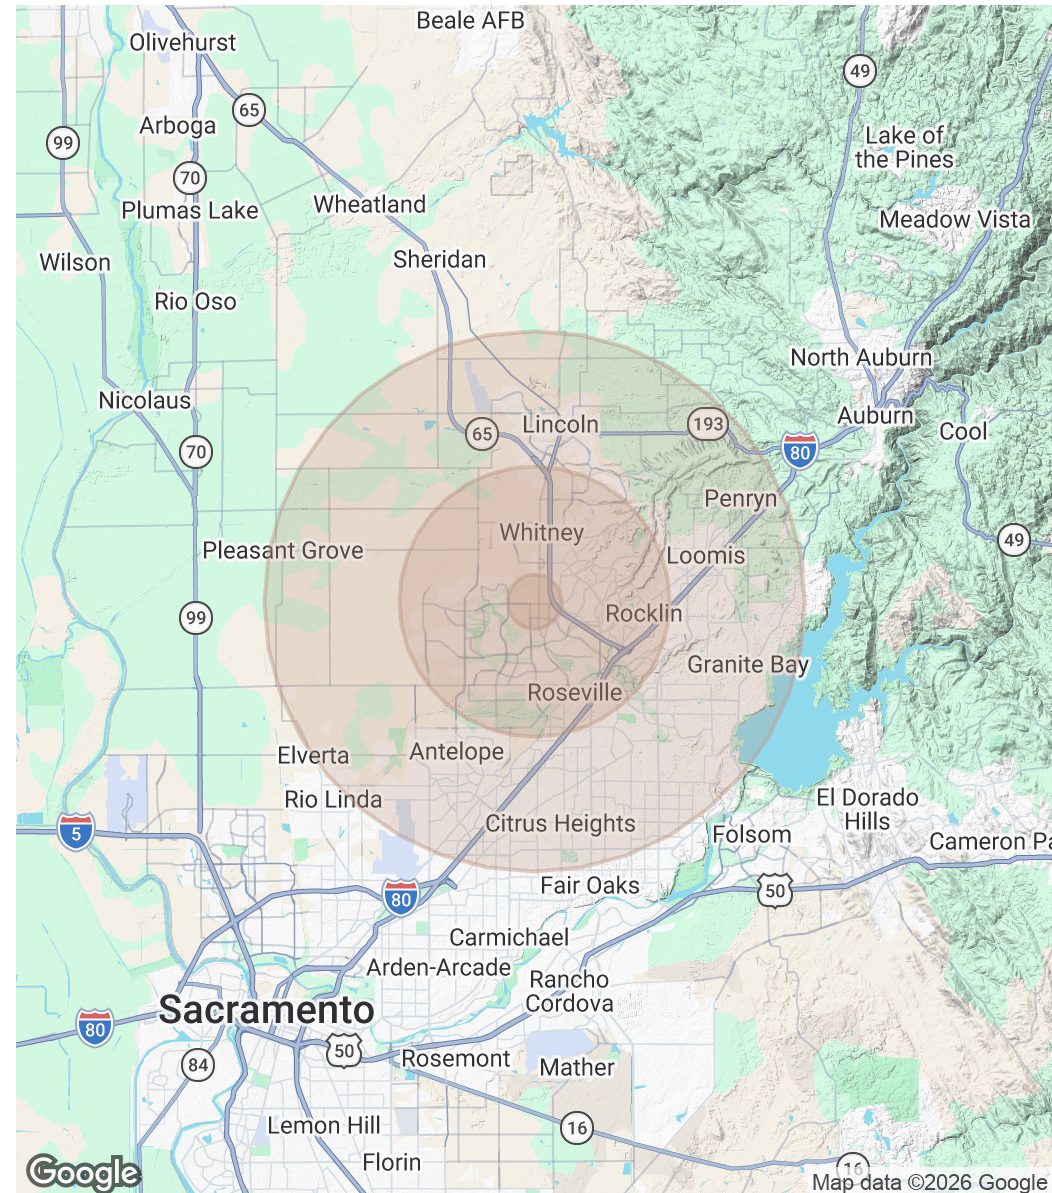 Beale AFB
Olivehurst
49
65
Arboga
99
Lake of
the Pines
70
Wheatland
Plumas Lake
Meadow Vista
Sheridan
Wilson
Rio Oso
North Auburn
Nicolaus
Auburn
Lincoln
193
Cool
65
80
70
Penryn
Whitney
49
Pleasant Grove
Loomis
Rocklin
99
Granite Bay
Roseville
Antelope
Elverta
Rio Linda
El Dorado
Hills
Citrus Heights
5
Folsom
Cameron Pa
Fair Oaks
50
80
Carmichael
Arden-Arcade
Rancho
Cordova
Sacramento
80
50
Rosemont
84
Mather
Lemon Hill
16
Florin
16
Google
Map data ©2026 Google